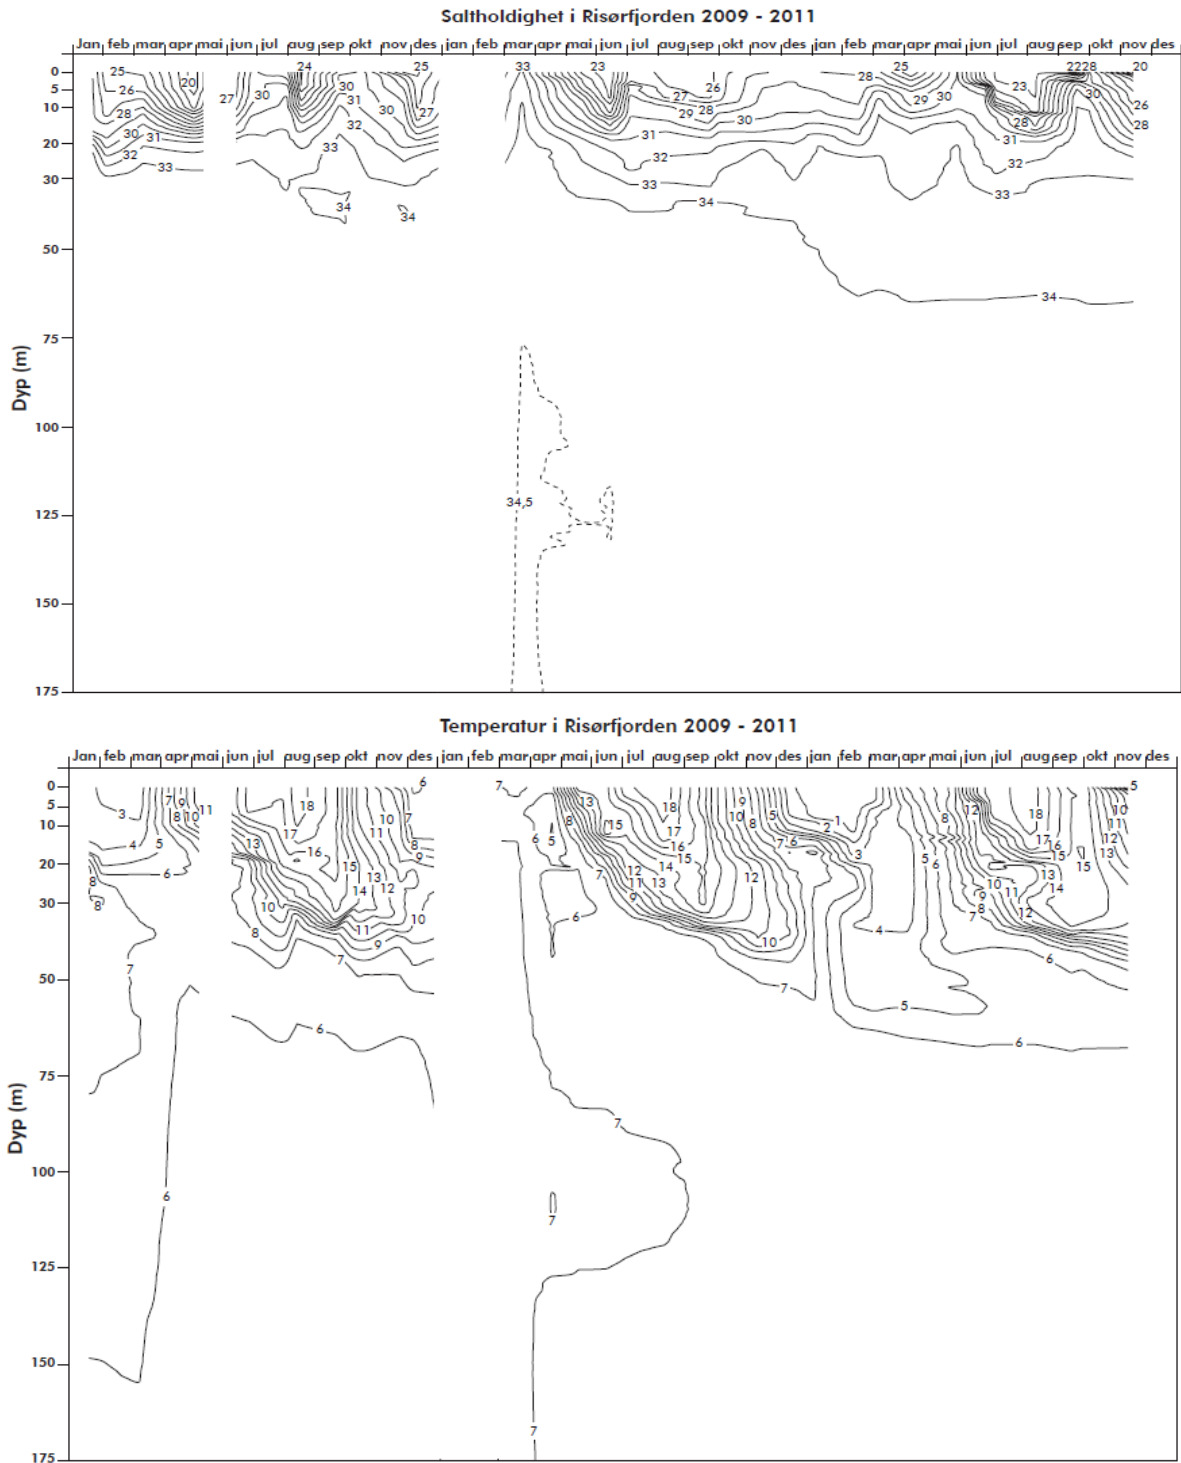 Saltholdighet i Risørfjorden 2009 - 2011
Jan feb mar apr mai jun jul aug sep okt nov des jan feb mar apr mai jun jul aug sep okt nov des jan feb mar apr mai jun jul aug sep okt nov des
25 24 25 33 23 25 22 28 20
0
5
10
20
30
50
75
100
125
150
175
Dyp (m)
26 20 27 30 30 31 32 30 27
28 30 31 32 33 33
34 34
27 26 28 29 30 31 32 33 34
28 29 30 23 30 26 28 28 31 32 33
34
34,5
Temperatur i Risørfjorden 2009 - 2011
Jan feb mar apr mai jun jul aug sep okt nov des jan feb mar apr mai jun jul aug sep okt nov des jan feb mar apr mai jun jul aug sep okt nov des
0
5
10
20
30
50
75
100
125
150
175
Dyp (m)
3 4 5 6 7 8 9 10 11
8 8 7 6
13 17 18 16 15 14 13 12 11 10 7 8 9 10
10 8 11 9 7 6 6
7 6 5 8 13 15 18 17 16 15 14 13 12 11 9 7 6
9 10 8 5 12 7 6 10 7
7 7 7
1 2 3 4 5 5 6 8 12 18 17 16 15 13 14 15
10 9 8 7 11 12 6 6
5 10 11 12 13